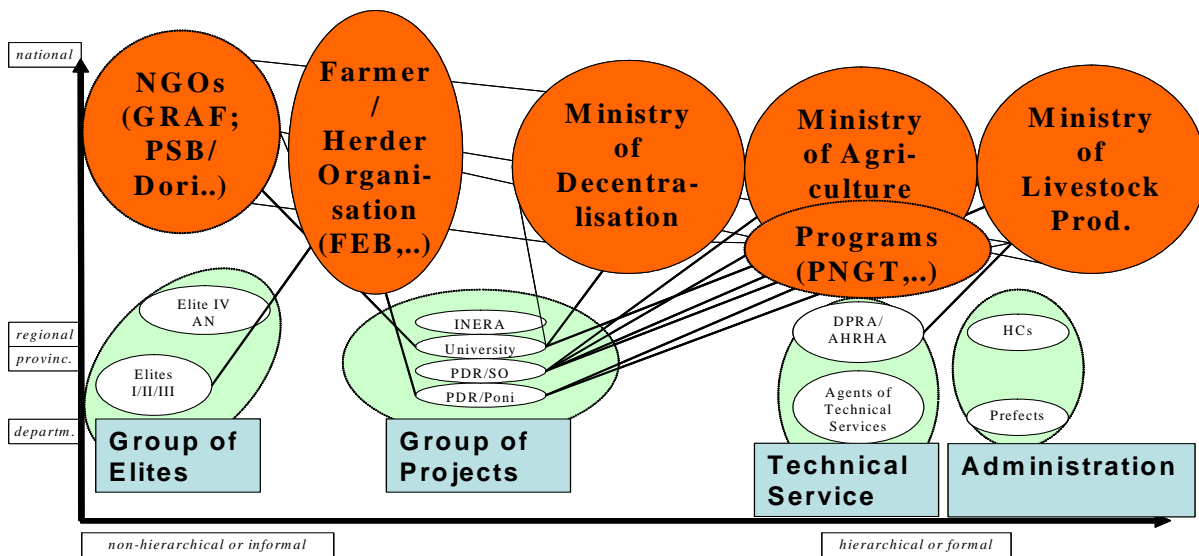 national
NGOs
(GRAF;
PSB/
Dori..)
Farmer
/
Herder
Organi-
sation
(FEB,..)
Ministry
of
Decentra-
lisation
Ministry
of Agri-
culture
Programs
(PNGT,..)
Ministry
of
Livestock
Prod.
regional
provinc.
departm.
Elite IV
AN
Elites
I/II/III
Group of
Elites
INERA
University
PDR/SO
PDR/Poni
Group of
Projects
DPRA/
AHRHA
Agents of
Technical
Services
Technical
Service
HCs
Prefects
Administration
non-hierarchical or informal
hierarchical or formal